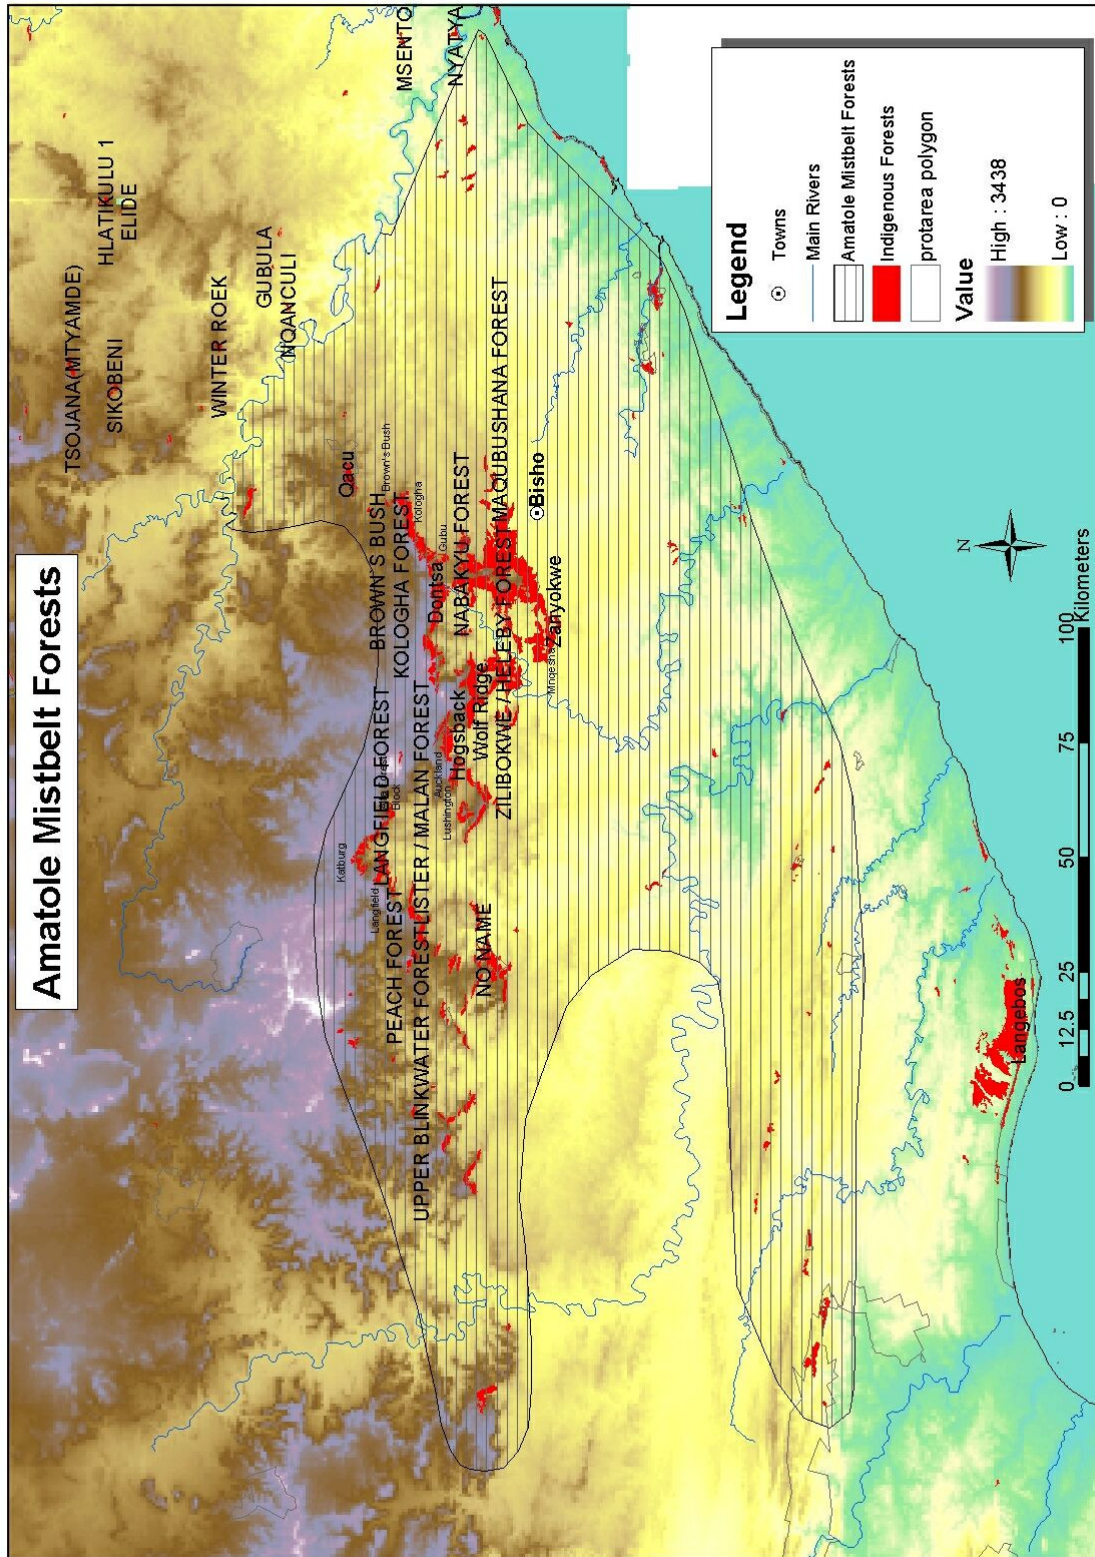 Amatole Mistbelt Forests
TSOJANA(MTYAMDE)
HLATIKULU 1
SIKOBENI
ELIDE
WINTER ROEK
GUBULA
NQANCULI
MSENTO
NYATYA
Qacu
Brown's Bush
BROWN'S BUSH
Kologha
KOLOGHA FOREST
Gubu
Dontsa
NABAKYU FOREST
MAQUBUSHANA FOREST
Bisho
Zanyokwe
Mnqesha
ZILIBOKWE / HELEBY FOREST
Wolf Ridge
Hogsback
Auckland
Lushington
Block
Katburg
Langfield
LANGFIELD FOREST
PEACH FOREST
LISTER / MALAN FOREST
UPPER BLINKWATER FOREST
NO NAME
Langebos
N
0 12.5 25 50 75 100
Kilometers
Legend
Towns
Main Rivers
Amatole Mistbelt Forests
Indigenous Forests
protarea polygon
Value
High : 3438
Low : 0